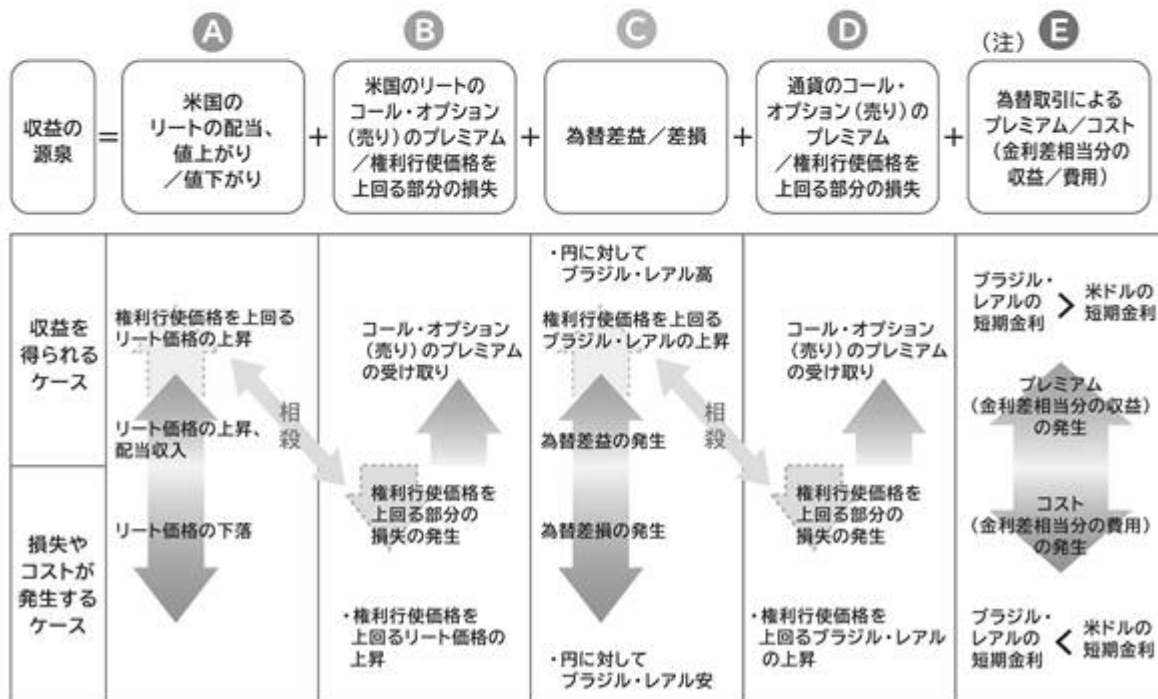 A
B
C
D
(注) E
収益の
源泉
=
米国の
リートの配当、
値上がり
／値下がり
+
米国のリートの
コール・オプション
(売り)のプレミアム
／権利行使価格を
上回る部分の損失
+
為替差益／差損
+
通貨のコール・
オプション(売り)の
プレミアム
／権利行使価格を
上回る部分の損失
+
為替取引による
プレミアム／コスト
(金利差相当分の
収益／費用)
収益を
得られる
ケース
権利行使価格を上回る
リート価格の上昇
リート価格の上昇、
配当収入
相殺
コール・オプション
(売り)のプレミアム
の受け取り
・円に対して
ブラジル・レアル高
権利行使価格を上回る
ブラジル・レアルの上昇
為替差益の発生
相殺
コール・オプション
(売り)のプレミアム
の受け取り
ブラジル・
レアルの
短期金利
>
米ドルの
短期金利
プレミアム
(金利差相当分の収益)
の発生
損失や
コストが
発生する
ケース
リート価格の下落
権利行使価格を
上回る部分の
損失の発生
・権利行使価格を
上回るリート価格の
上昇
為替差損の発生
・円に対して
ブラジル・レアル安
権利行使価格を
上回る部分の
損失の発生
・権利行使価格を
上回るブラジル・レアル
の上昇
コスト
(金利差相当分の費用)
の発生
ブラジル・
レアルの
短期金利
<
米ドルの
短期金利